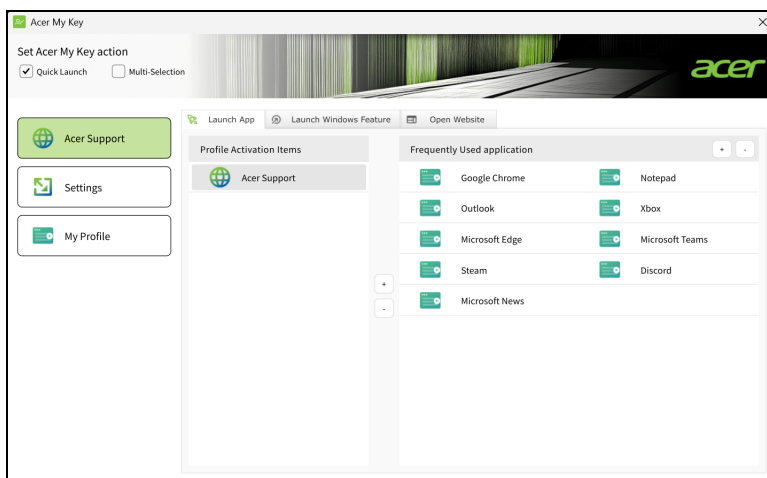 Acer My Key
Set Acer My Key action
Quick Launch Multi-Selection
acer
Launch App Launch Windows Feature Open Website
Acer Support
Settings
My Profile
Profile Activation Items
Acer Support
+
-
Frequently Used application + -
Google Chrome Notepad
Outlook Xbox
Microsoft Edge Microsoft Teams
Steam Discord
Microsoft News